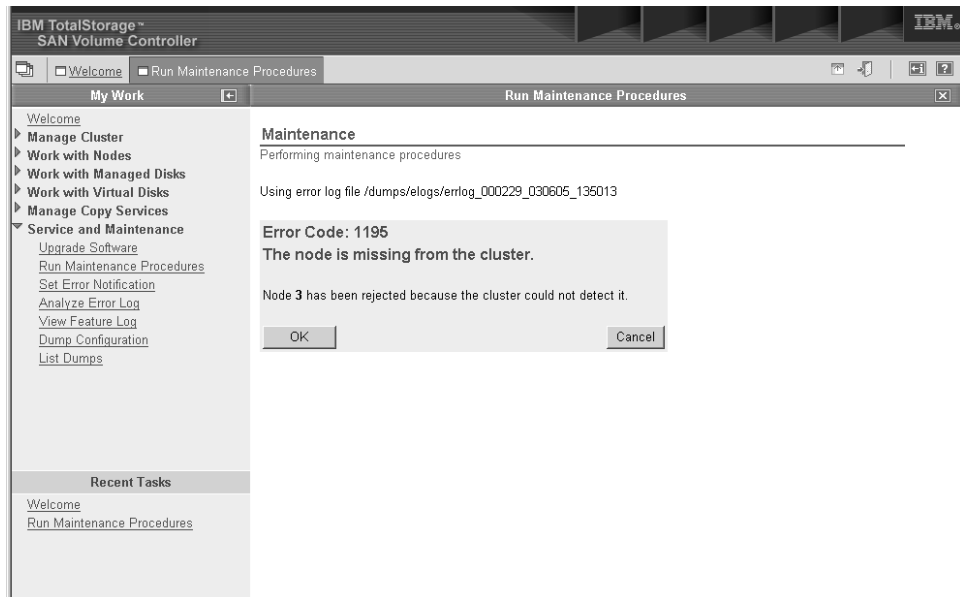 IBM TotalStorage™
SAN Volume Controller
IBM®
Welcome
Run Maintenance Procedures
My Work
Run Maintenance Procedures
Welcome
Manage Cluster
Work with Nodes
Work with Managed Disks
Work with Virtual Disks
Manage Copy Services
Service and Maintenance
Upgrade Software
Run Maintenance Procedures
Set Error Notification
Analyze Error Log
View Feature Log
Dump Configuration
List Dumps
Recent Tasks
Welcome
Run Maintenance Procedures
Maintenance
Performing maintenance procedures
Using error log file /dumps/elogs/errlog_000229_030605_135013
Error Code: 1195
The node is missing from the cluster.
Node 3 has been rejected because the cluster could not detect it.
OK Cancel